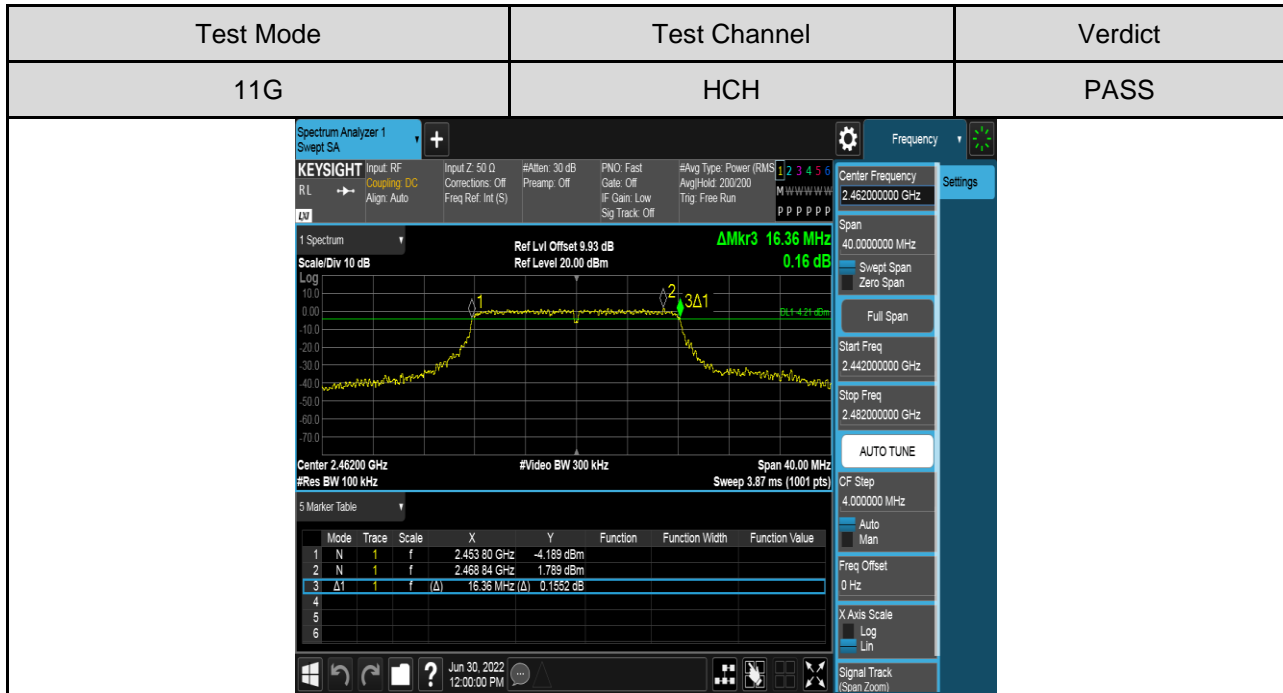 Test Mode Test Channel Verdict
11G HCH PASS
Spectrum Analyzer 1
Swept SA
+
Frequency
KEYSIGHT
RL
LXI
Input: RF
Coupling: DC
Align: Auto
Input Z: 50 Ω
Corrections: Off
Freq Ref: Int (S)
#Atten: 30 dB
Preamp: Off
PNO: Fast
Gate: Off
IF Gain: Low
Sig Track: Off
#Avg Type: Power (RMS
Avg|Hold: 200/200
Trig: Free Run
1 2 3 4 5 6
M W W W W W
P P P P P P
1 Spectrum
Scale/Div 10 dB
Ref Lvl Offset 9.93 dB
Ref Level 20.00 dBm
ΔMkr3 16.36 MHz
0.16 dB
Log
10.0
0.00
-10.0
-20.0
-30.0
-40.0
-50.0
-60.0
-70.0
1
2
3Δ1
DL1 -4.21 dBm
Center 2.46200 GHz #Video BW 300 kHz Span 40.00 MHz
#Res BW 100 kHz Sweep 3.87 ms (1001 pts)
5 Marker Table
Mode Trace Scale X Y Function Function Width Function Value
1 N 1 f 2.453 80 GHz -4.189 dBm
2 N 1 f 2.468 84 GHz 1.789 dBm
3 Δ1 1 f (Δ) 16.36 MHz (Δ) 0.1552 dB
4
5
6
Jun 30, 2022
12:00:00 PM
?
Center Frequency
2.462000000 GHz
Settings
Span
40.0000000 MHz
Swept Span
Zero Span
Full Span
Start Freq
2.442000000 GHz
Stop Freq
2.482000000 GHz
AUTO TUNE
CF Step
4.000000 MHz
Auto
Man
Freq Offset
0 Hz
X Axis Scale
Log
Lin
Signal Track
(Span Zoom)